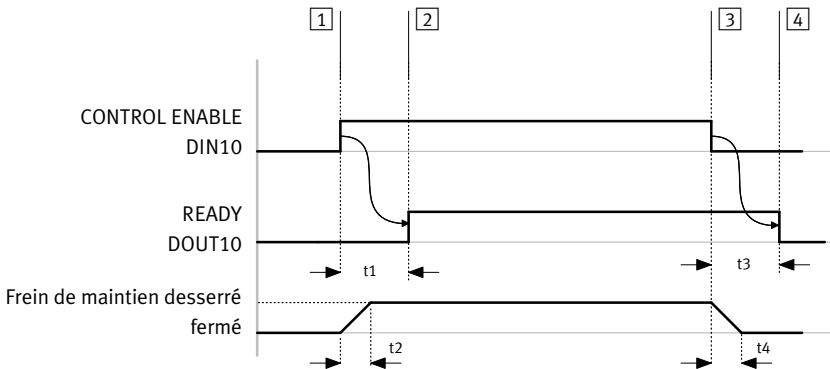 1 2 3 4
CONTROL ENABLE
DIN10
READY
DOUT10
t1 t3
Frein de maintien desserré
fermé
t2 t4